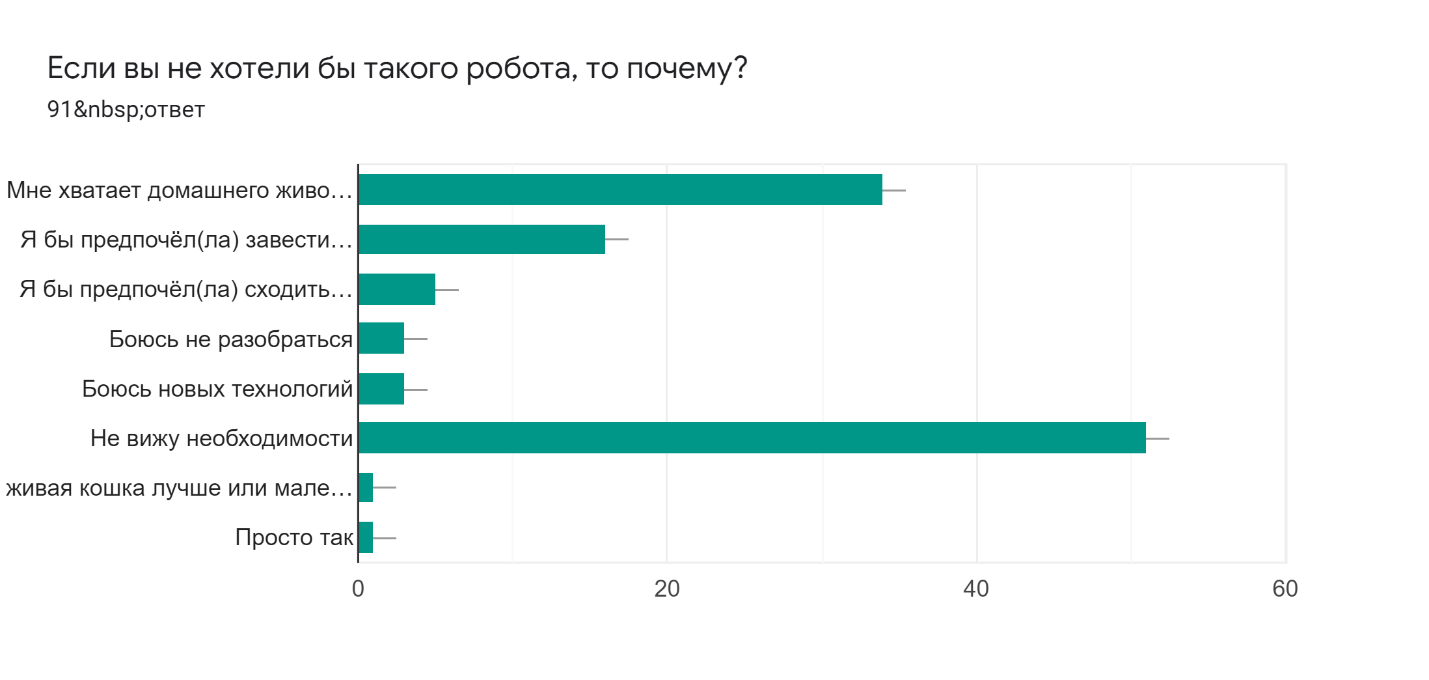 Если вы не хотели бы такого робота, то почему?
91&nbsp;ответ
Мне хватает домашнего живо…
Я бы предпочёл(ла) завести…
Я бы предпочёл(ла) сходить…
Боюсь не разобраться
Боюсь новых технологий
Не вижу необходимости
живая кошка лучше или мале…
Просто так
0 20 40 60